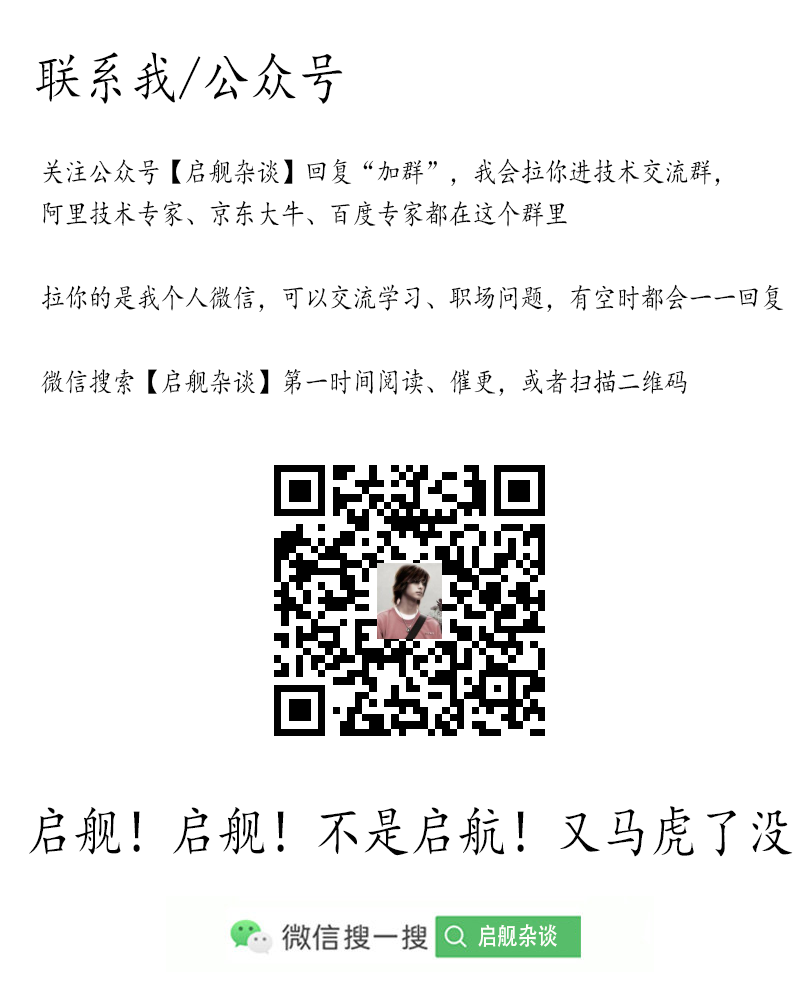 联系我/公众号
关注公众号【启舰杂谈】回复“加群”，我会拉你进技术交流群，
阿里技术专家、京东大牛、百度专家都在这个群里
拉你的是我个人微信，可以交流学习、职场问题，有空时都会一一回复
微信搜索【启舰杂谈】第一时间阅读、催更，或者扫描二维码
启舰！启舰！不是启航！又马虎了没
微信搜一搜 启舰杂谈